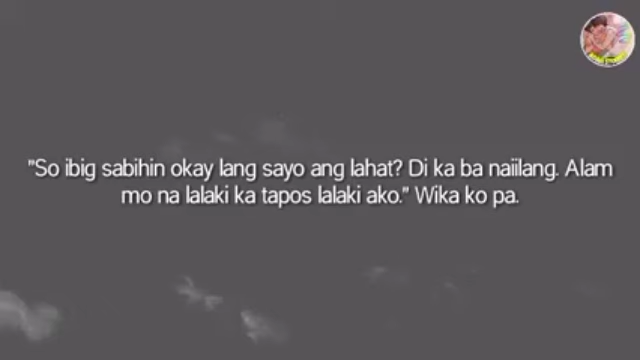 "So ibig sabihin okay lang sayo ang lahat? Di ka ba naiilang. Alam
mo na lalaki ka tapos lalaki ako." Wika ko pa.